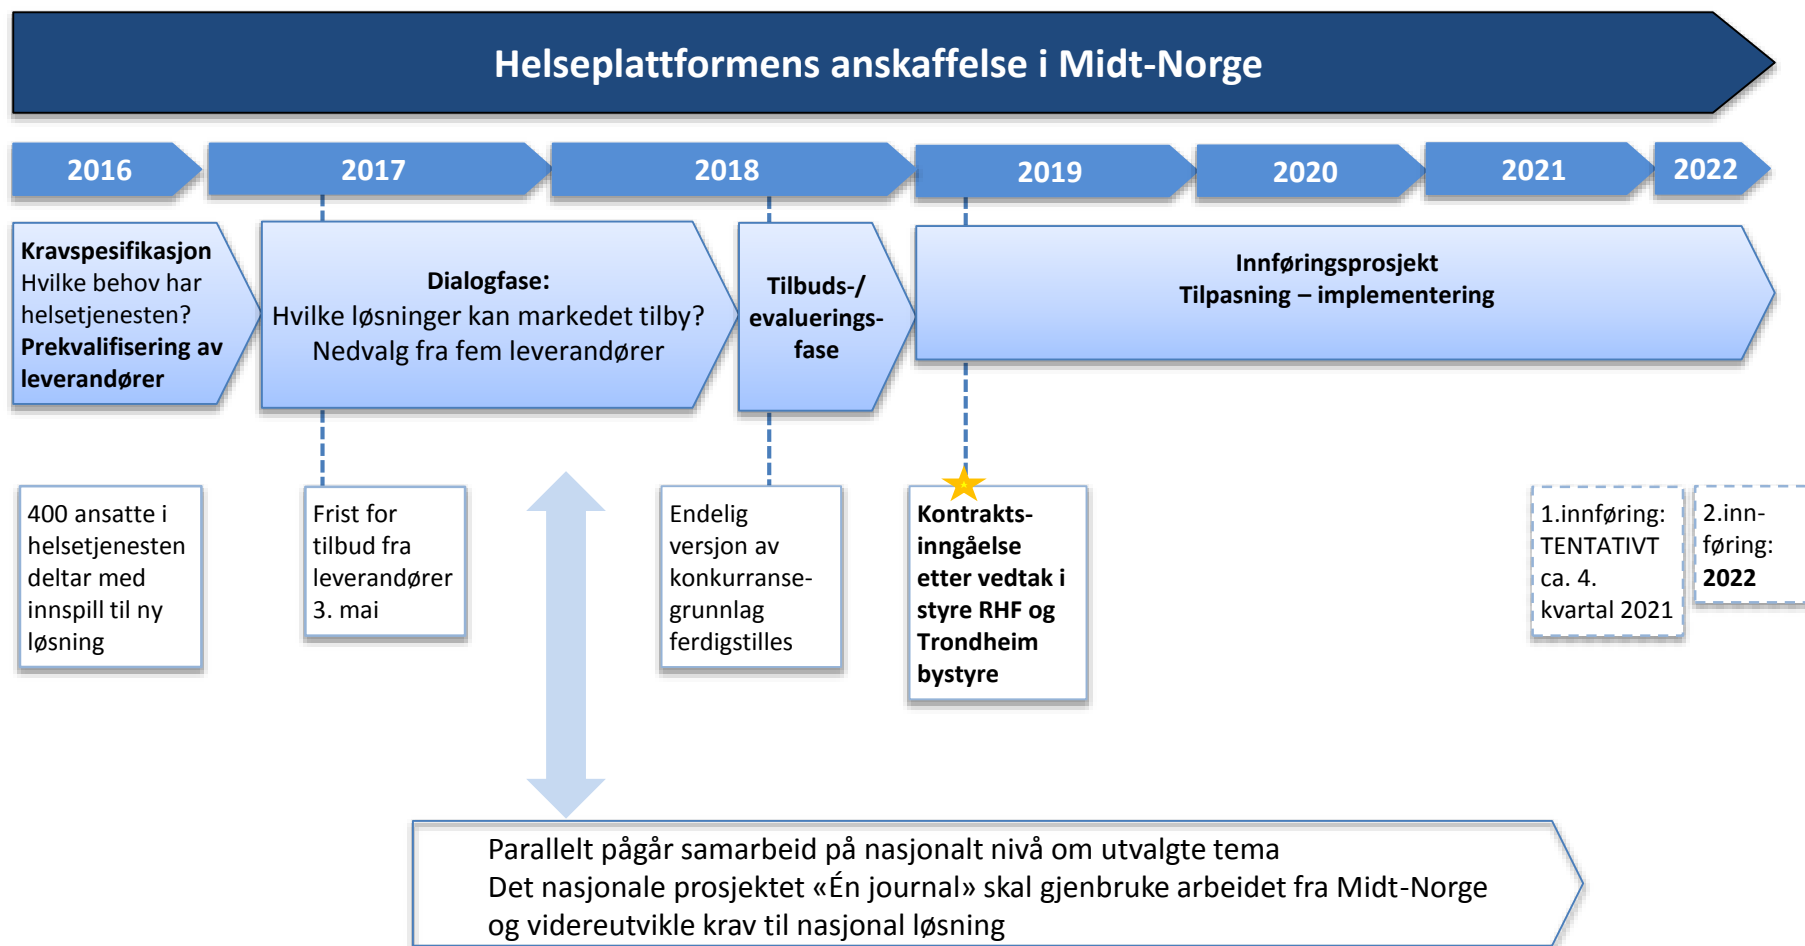 Helseplattformens anskaffelse i Midt-Norge
2016
2017
2018
2019
2020
2021
2022
Kravspesifikasjon
Hvilke behov har
helsetjenesten?
Prekvalifisering av
leverandører
Dialogfase:
Hvilke løsninger kan markedet tilby?
Nedvalg fra fem leverandører
Tilbuds-/
evaluerings-
fase
Innføringsprosjekt
Tilpasning – implementering
400 ansatte i
helsetjenesten
deltar med
innspill til ny
løsning
Frist for
tilbud fra
leverandører
3. mai
Endelig
versjon av
konkurranse-
grunnlag
ferdigstilles
Kontrakts-
inngåelse
etter vedtak i
styre RHF og
Trondheim
bystyre
1.innføring:
TENTATIVT
ca. 4.
kvartal 2021
2.inn-
føring:
2022
Parallelt pågår samarbeid på nasjonalt nivå om utvalgte tema
Det nasjonale prosjektet «Én journal» skal gjenbruke arbeidet fra Midt-Norge
og videreutvikle krav til nasjonal løsning